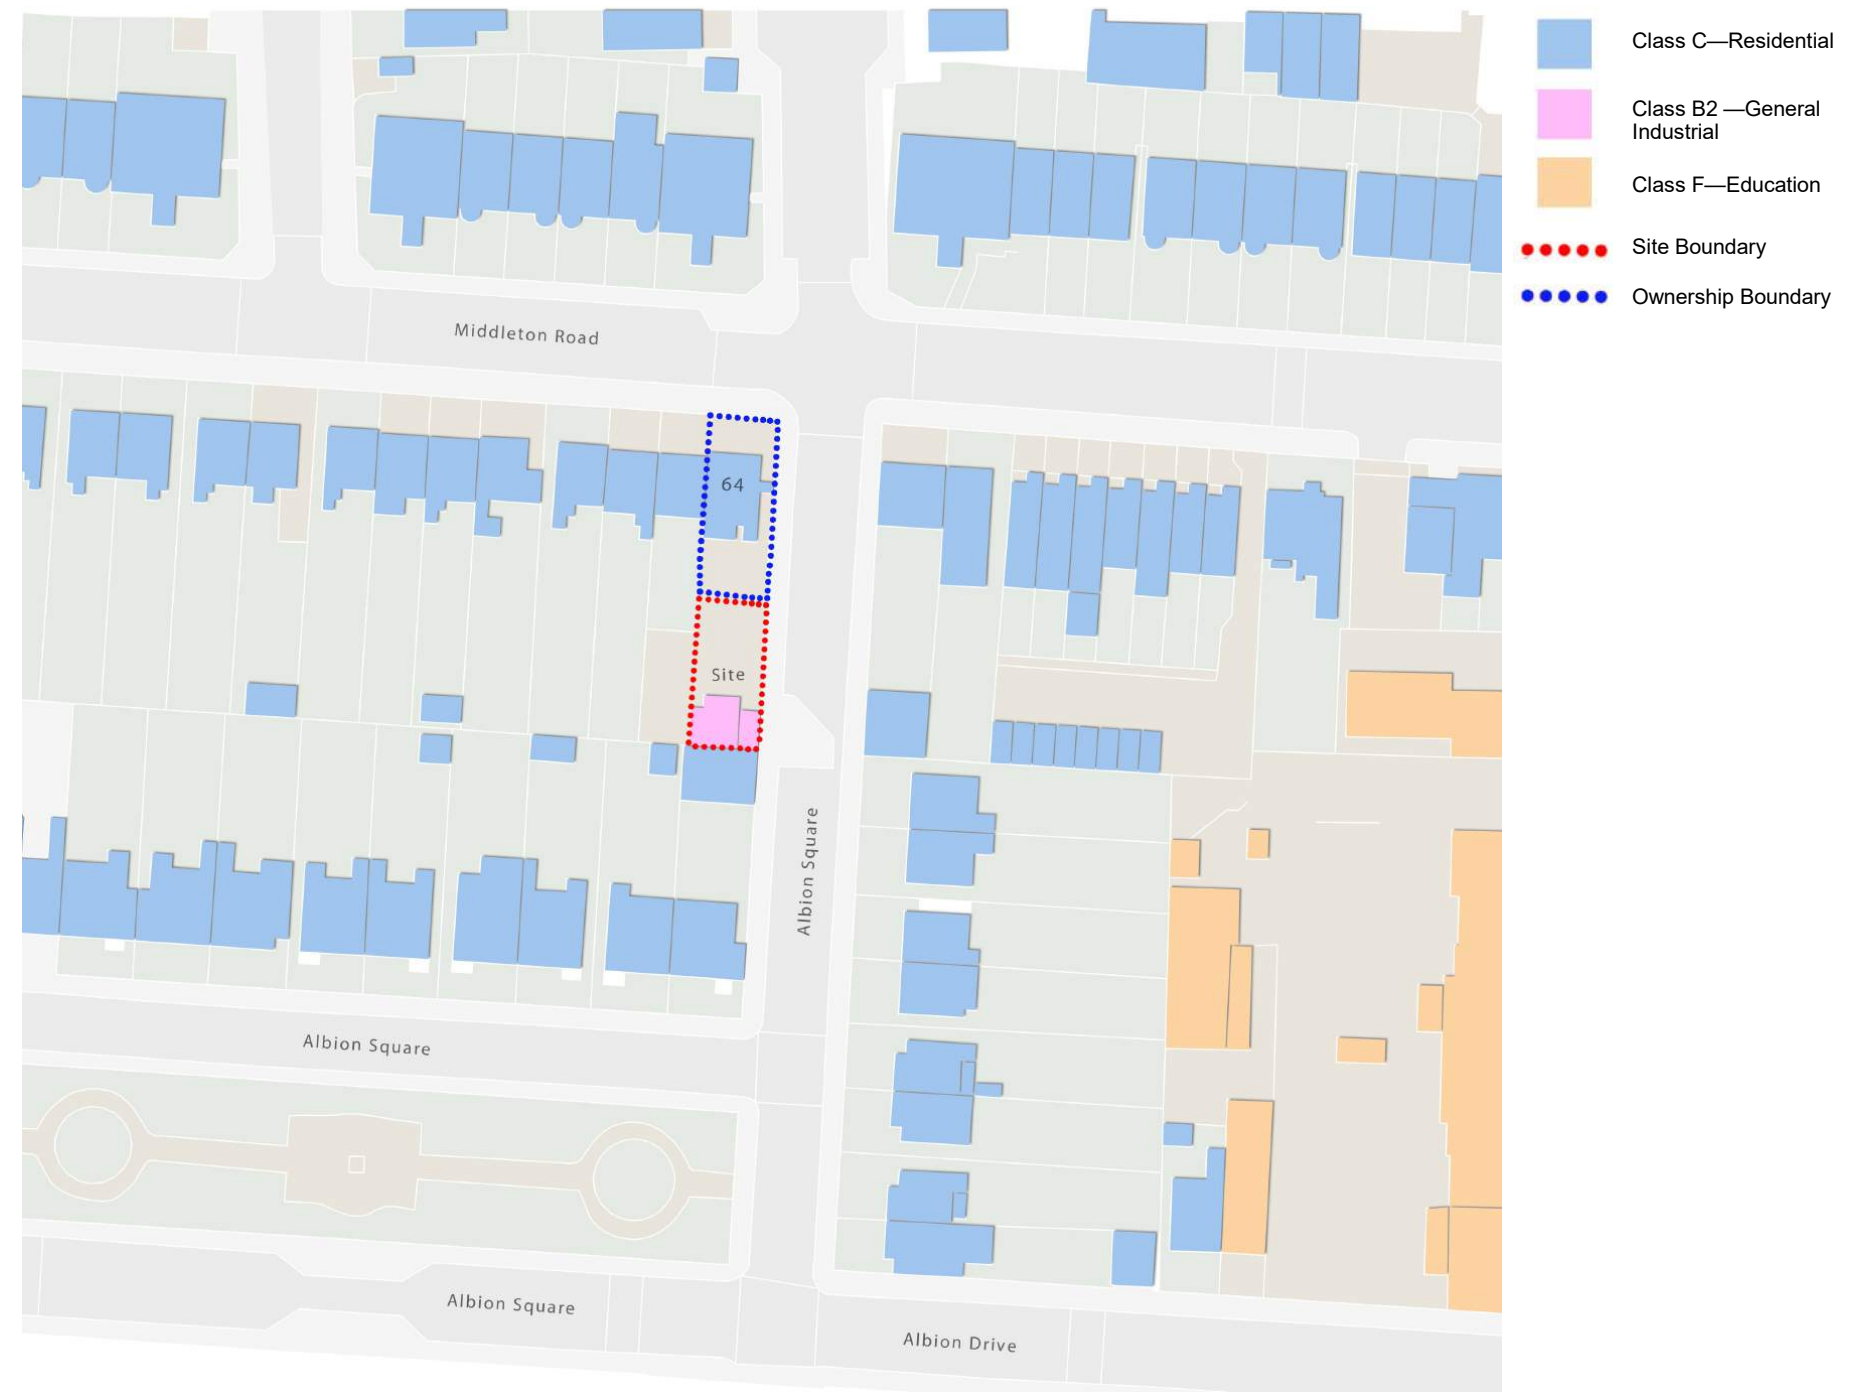 Class C—Residential
Class B2 —General
Industrial
Class F—Education
Site Boundary
Ownership Boundary
Middleton Road
64
Site
Albion Square
Albion Square
Albion Square
Albion Drive